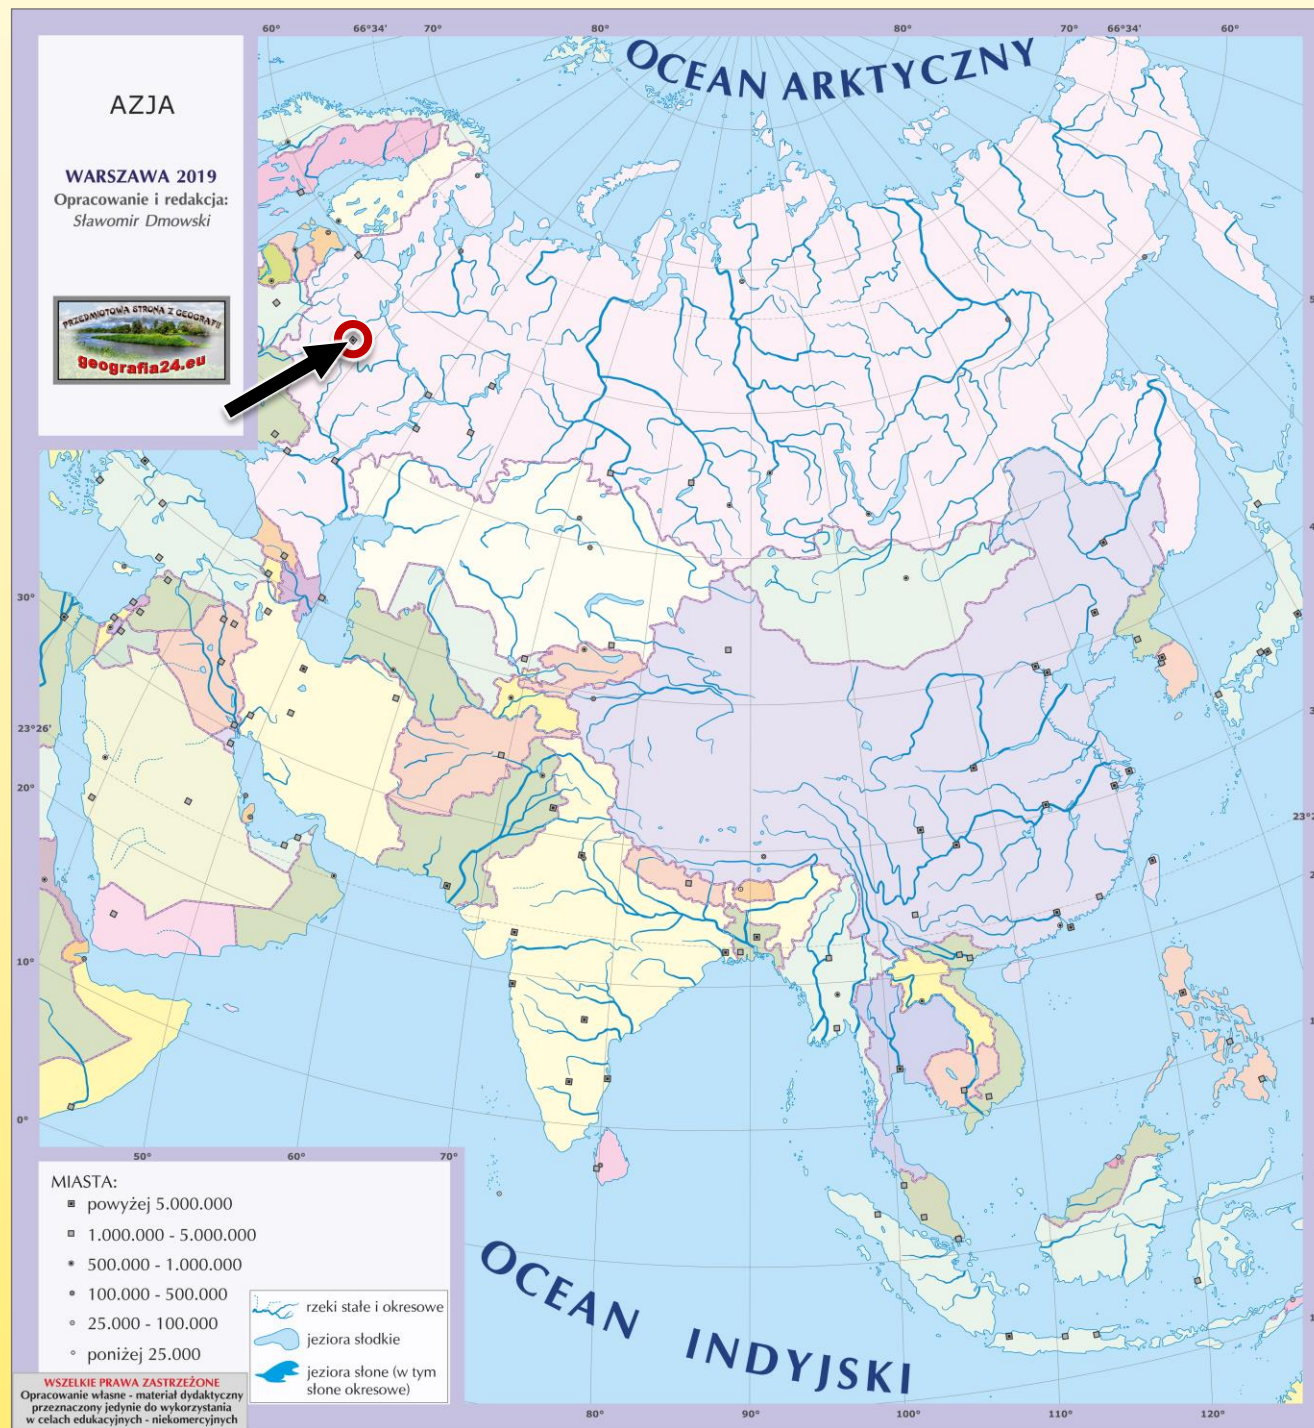 60°
66°34'
70°
80°
80°
70°
66°34'
60°
OCEAN ARKTYCZNY
AZJA
WARSZAWA 2019
Opracowanie i redakcja:
Sławomir Dmowski
PRZEDMIOTOWA STRONA Z GEOGRAFII
geografia24.eu
30°
23°26'
20°
10°
0°
50°
60°
70°
MIASTA:
powyżej 5.000.000
1.000.000 - 5.000.000
500.000 - 1.000.000
100.000 - 500.000
25.000 - 100.000
poniżej 25.000
rzeki stałe i okresowe
jeziora słodkie
jeziora słone (w tym
słone okresowe)
OCEAN INDYJSKI
WSZELKIE PRAWA ZASTRZEŻONE
Opracowanie własne - materiał dydaktyczny
przeznaczony jedynie do wykorzystania
w celach edukacyjnych - niekomercyjnych
80°
90°
100°
110°
120°